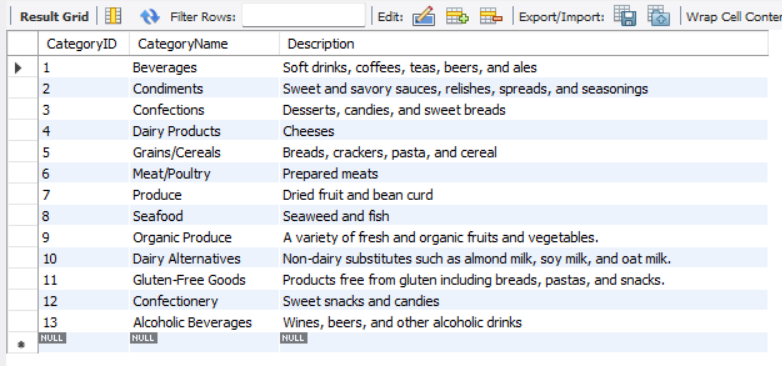 Result Grid Filter Rows: Edit: Export/Import: Wrap Cell Conten
CategoryID CategoryName Description
1 Beverages Soft drinks, coffees, teas, beers, and ales
2 Condiments Sweet and savory sauces, relishes, spreads, and seasonings
3 Confections Desserts, candies, and sweet breads
4 Dairy Products Cheeses
5 Grains/Cereals Breads, crackers, pasta, and cereal
6 Meat/Poultry Prepared meats
7 Produce Dried fruit and bean curd
8 Seafood Seaweed and fish
9 Organic Produce A variety of fresh and organic fruits and vegetables.
10 Dairy Alternatives Non-dairy substitutes such as almond milk, soy milk, and oat milk.
11 Gluten-Free Goods Products free from gluten including breads, pastas, and snacks.
12 Confectionery Sweet snacks and candies
13 Alcoholic Beverages Wines, beers, and other alcoholic drinks
NULL NULL NULL